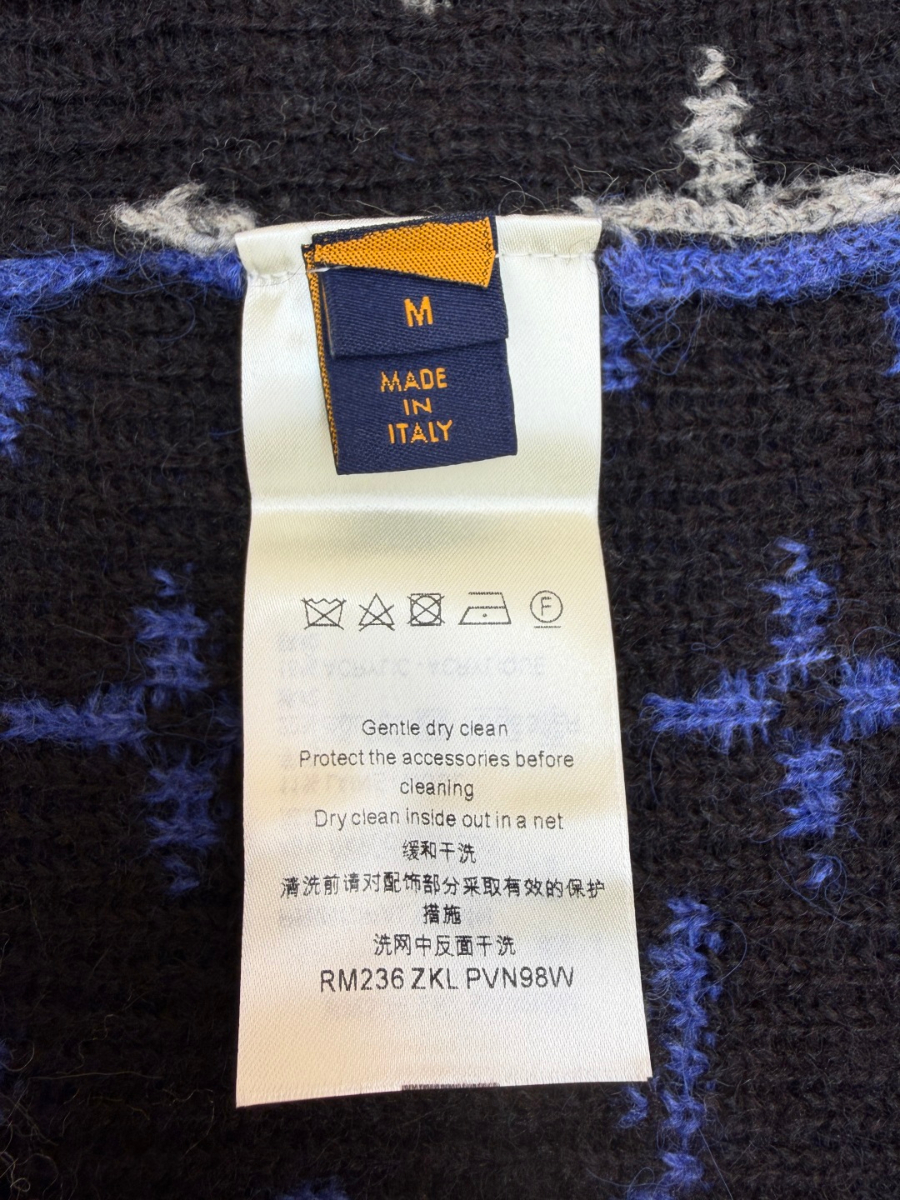 M
MADE
IN
ITALY
F
Gentle dry clean
Protect the accessories before
cleaning
Dry clean inside out in a net
缓和干洗
清洗前请对配饰部分采取有效的保护
措施
洗网中反面干洗
RM236 ZKL PVN98W